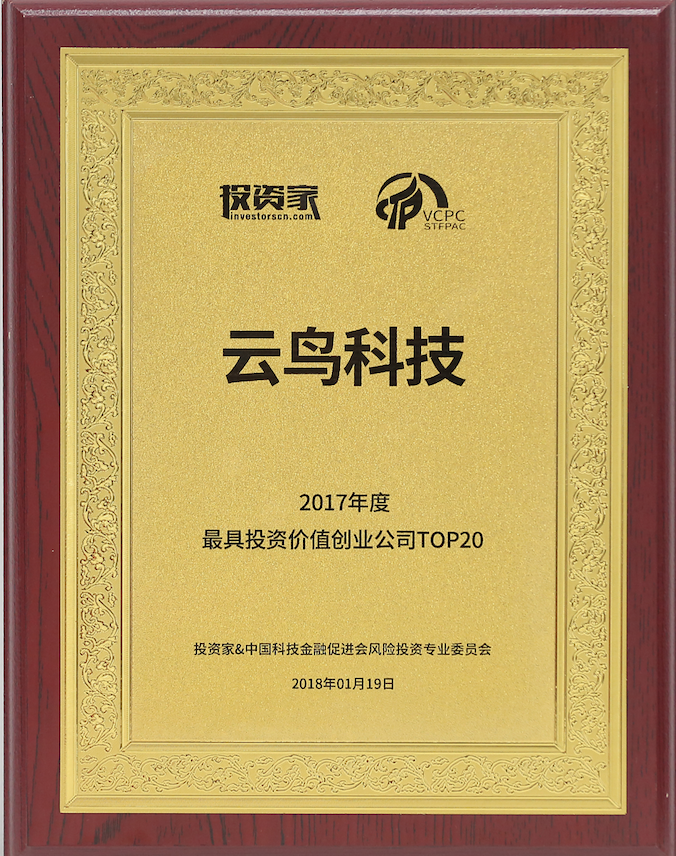 投资家
investorscn.com
VCPC
STFPAC
云鸟科技
2017年度
最具投资价值创业公司TOP20
投资家&中国科技金融促进会风险投资专业委员会
2018年01月19日